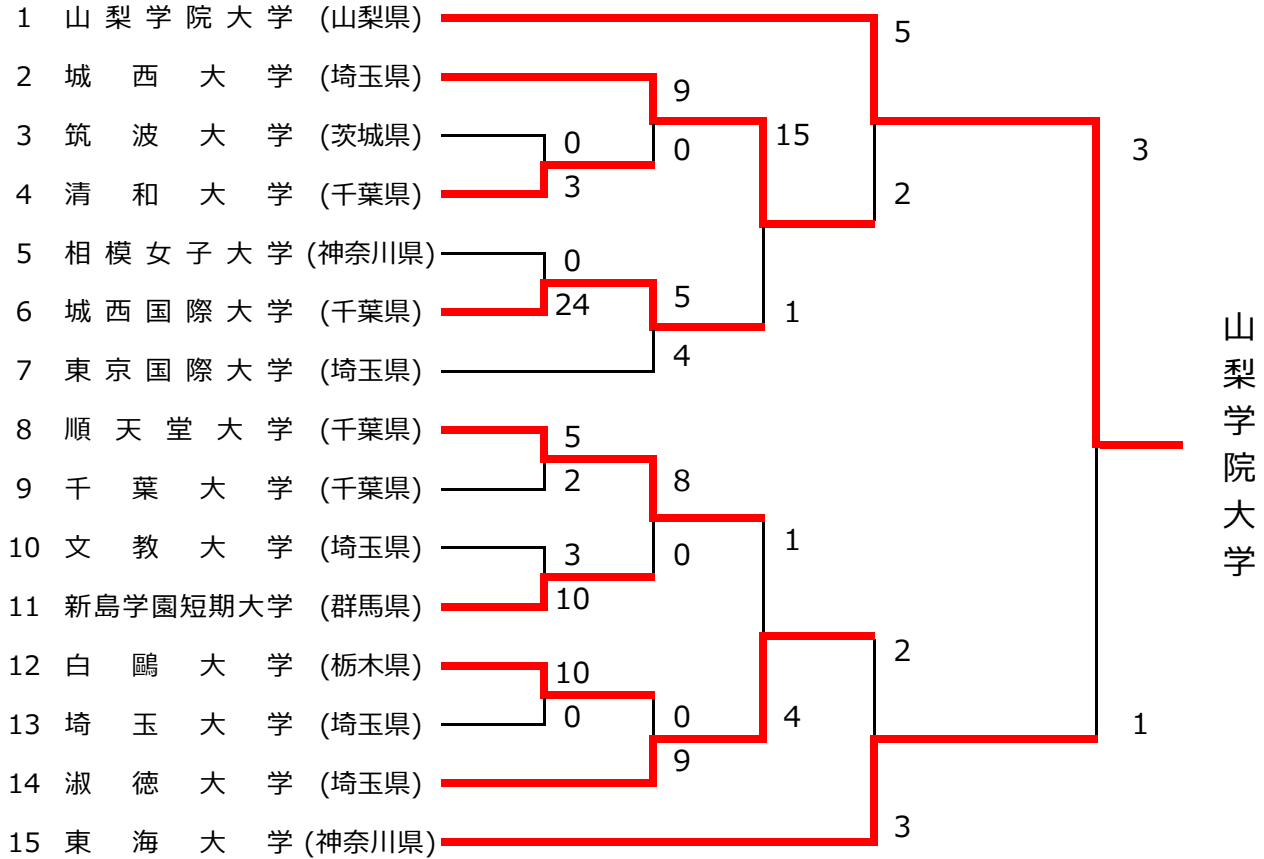 1 山梨学院大学 (山梨県)
2 城西大学 (埼玉県)
3 筑波大学 (茨城県)
4 清和大学 (千葉県)
5 相模女子大学 (神奈川県)
6 城西国際大学 (千葉県)
7 東京国際大学 (埼玉県)
8 順天堂大学 (千葉県)
9 千葉大学 (千葉県)
10 文教大学 (埼玉県)
11 新島学園短期大学 (群馬県)
12 白鷗大学 (栃木県)
13 埼玉大学 (埼玉県)
14 淑徳大学 (埼玉県)
15 東海大学 (神奈川県)
0
3
0
24
5
2
3
10
10
0
9
0
5
4
8
0
0
9
15
1
1
4
5
2
2
3
3
1
山梨学院大学